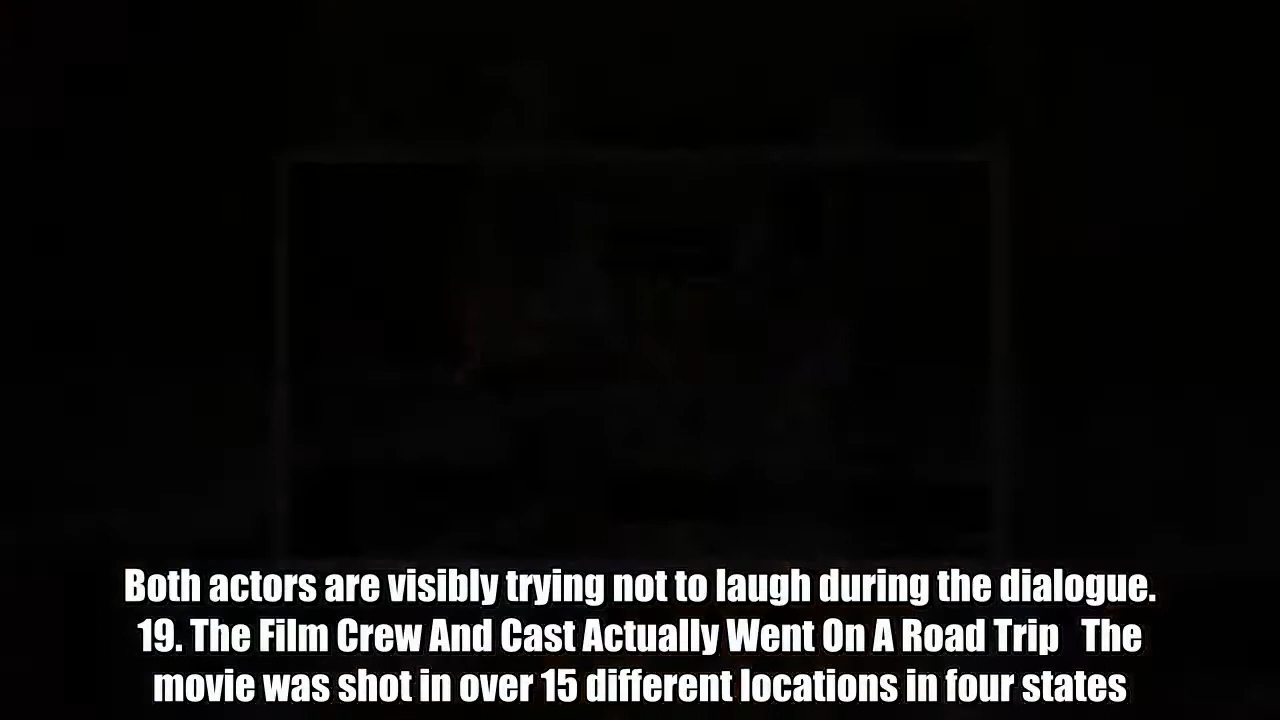 Both actors are visibly trying not to laugh during the dialogue.
19. The Film Crew And Cast Actually Went On A Road Trip   The
movie was shot in over 15 different locations in four states